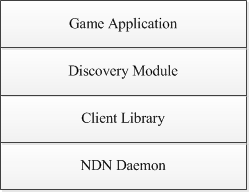 Game Application
Discovery Module
Client Library
NDN Daemon